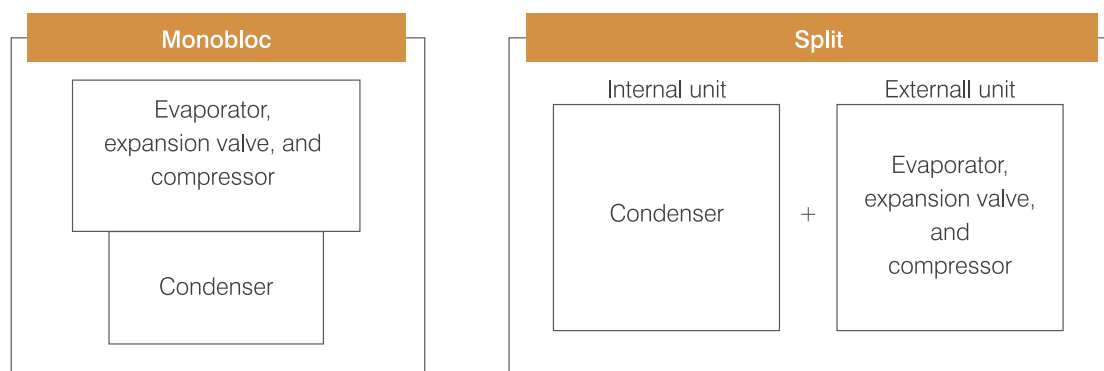 Monobloc
Evaporator,
expansion valve, and
compressor
Condenser
Split
Internal unit
Condenser
+
Externall unit
Evaporator,
expansion valve,
and
compressor